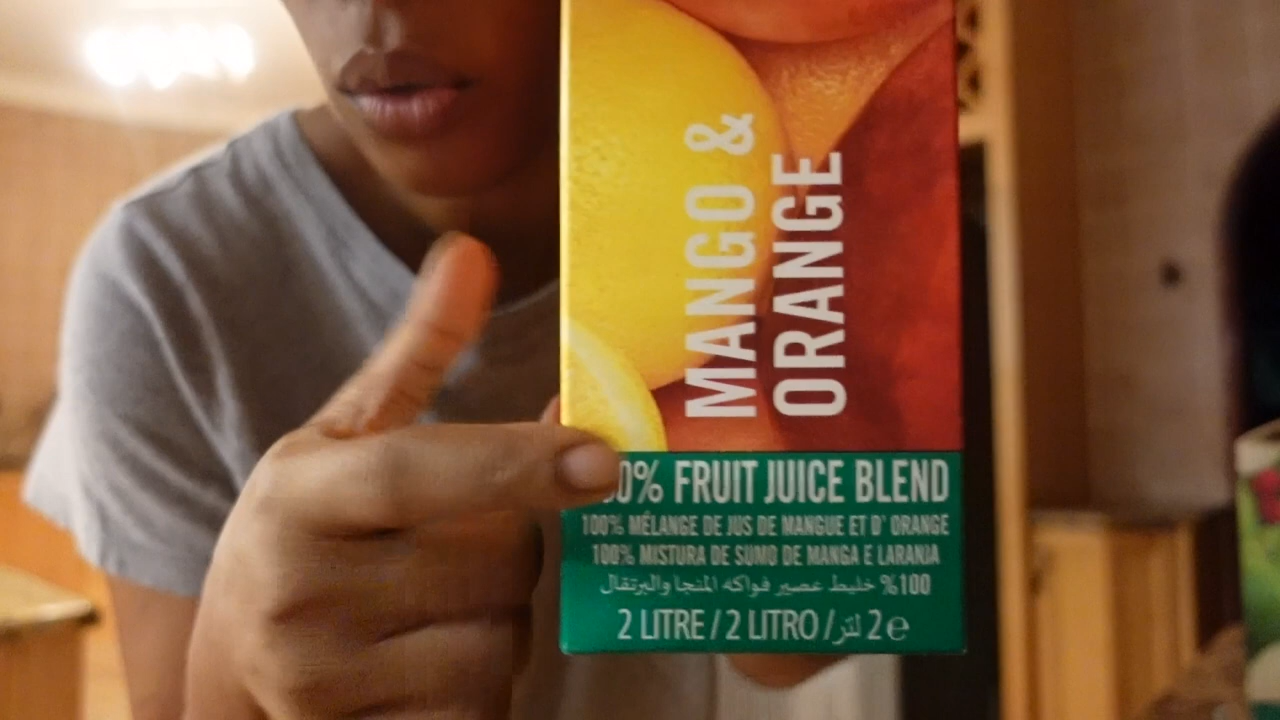 MANGO &
ORANGE
0% FRUIT JUICE BLEND
100% MÉLANGE DE JUS DE MANGUE ET D' ORANGE
100% MISTURA DE SUMO DE MANGA E LARANJA
100% خليط عصير فواكه المنجا والبرتقال
2 LITRE / 2 LITRO / 2 لتر e